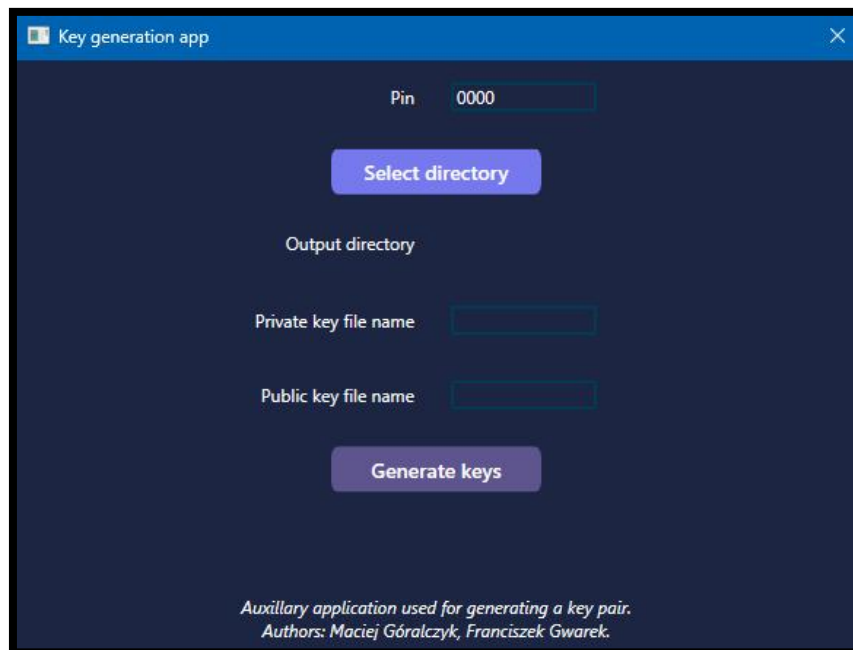 Key generation app
Pin 0000
Select directory
Output directory
Private key file name
Public key file name
Generate keys
Auxillary application used for generating a key pair.
Authors: Maciej Góralczyk, Franciszek Gwarek.